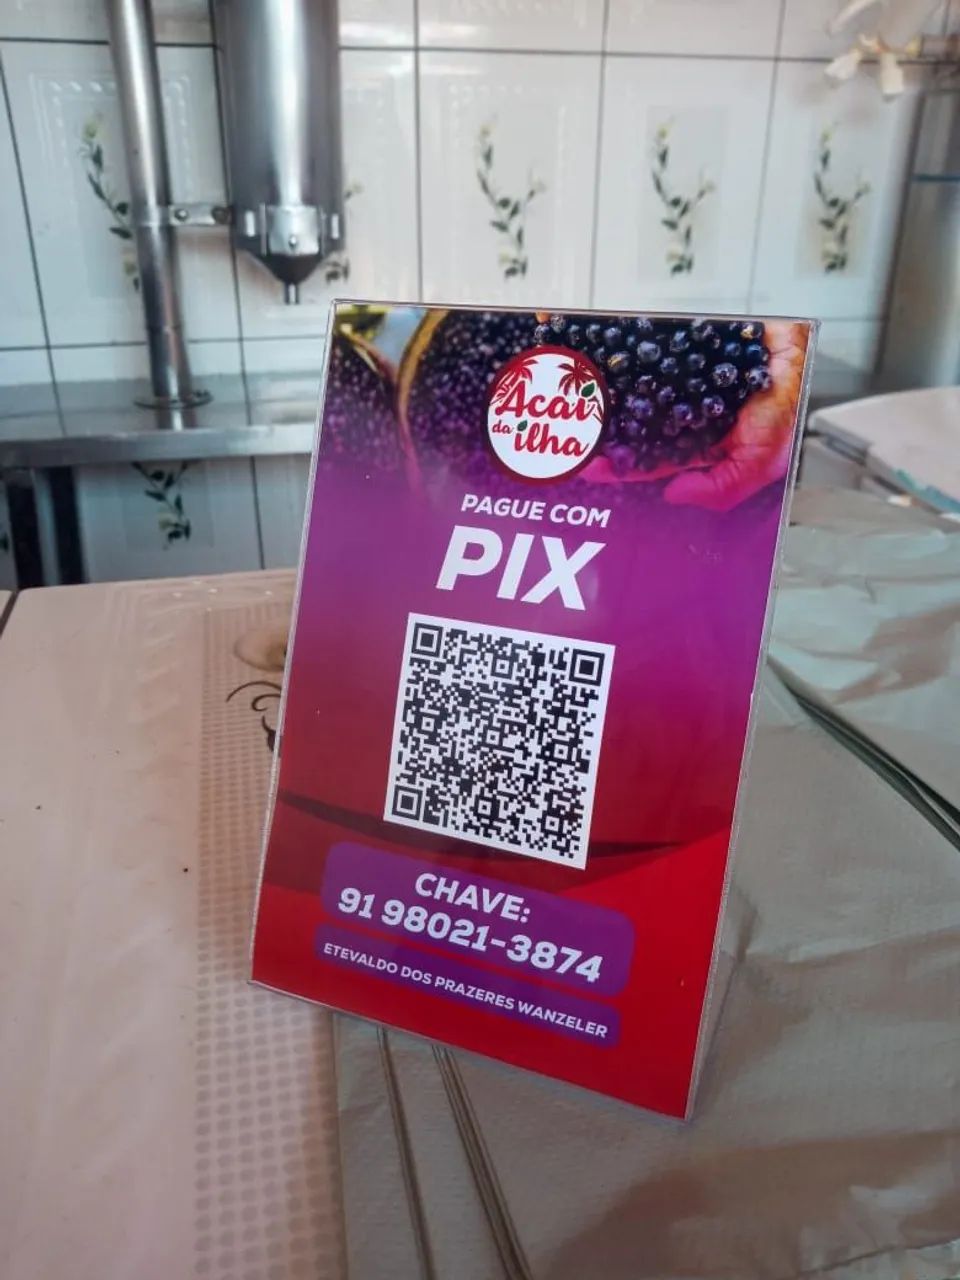 Açaí
da ilha
PAGUE COM
PIX
CHAVE:
91 98021-3874
ETEVALDO DOS PRAZERES WANZELER